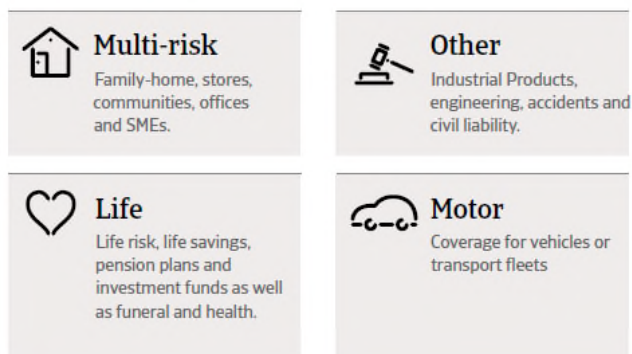 Multi-risk
Family-home, stores,
communities, offices
and SMEs.
Other
Industrial Products,
engineering, accidents and
civil liability.
Life
Life risk, life savings,
pension plans and
investment funds as well
as funeral and health.
Motor
Coverage for vehicles or
transport fleets